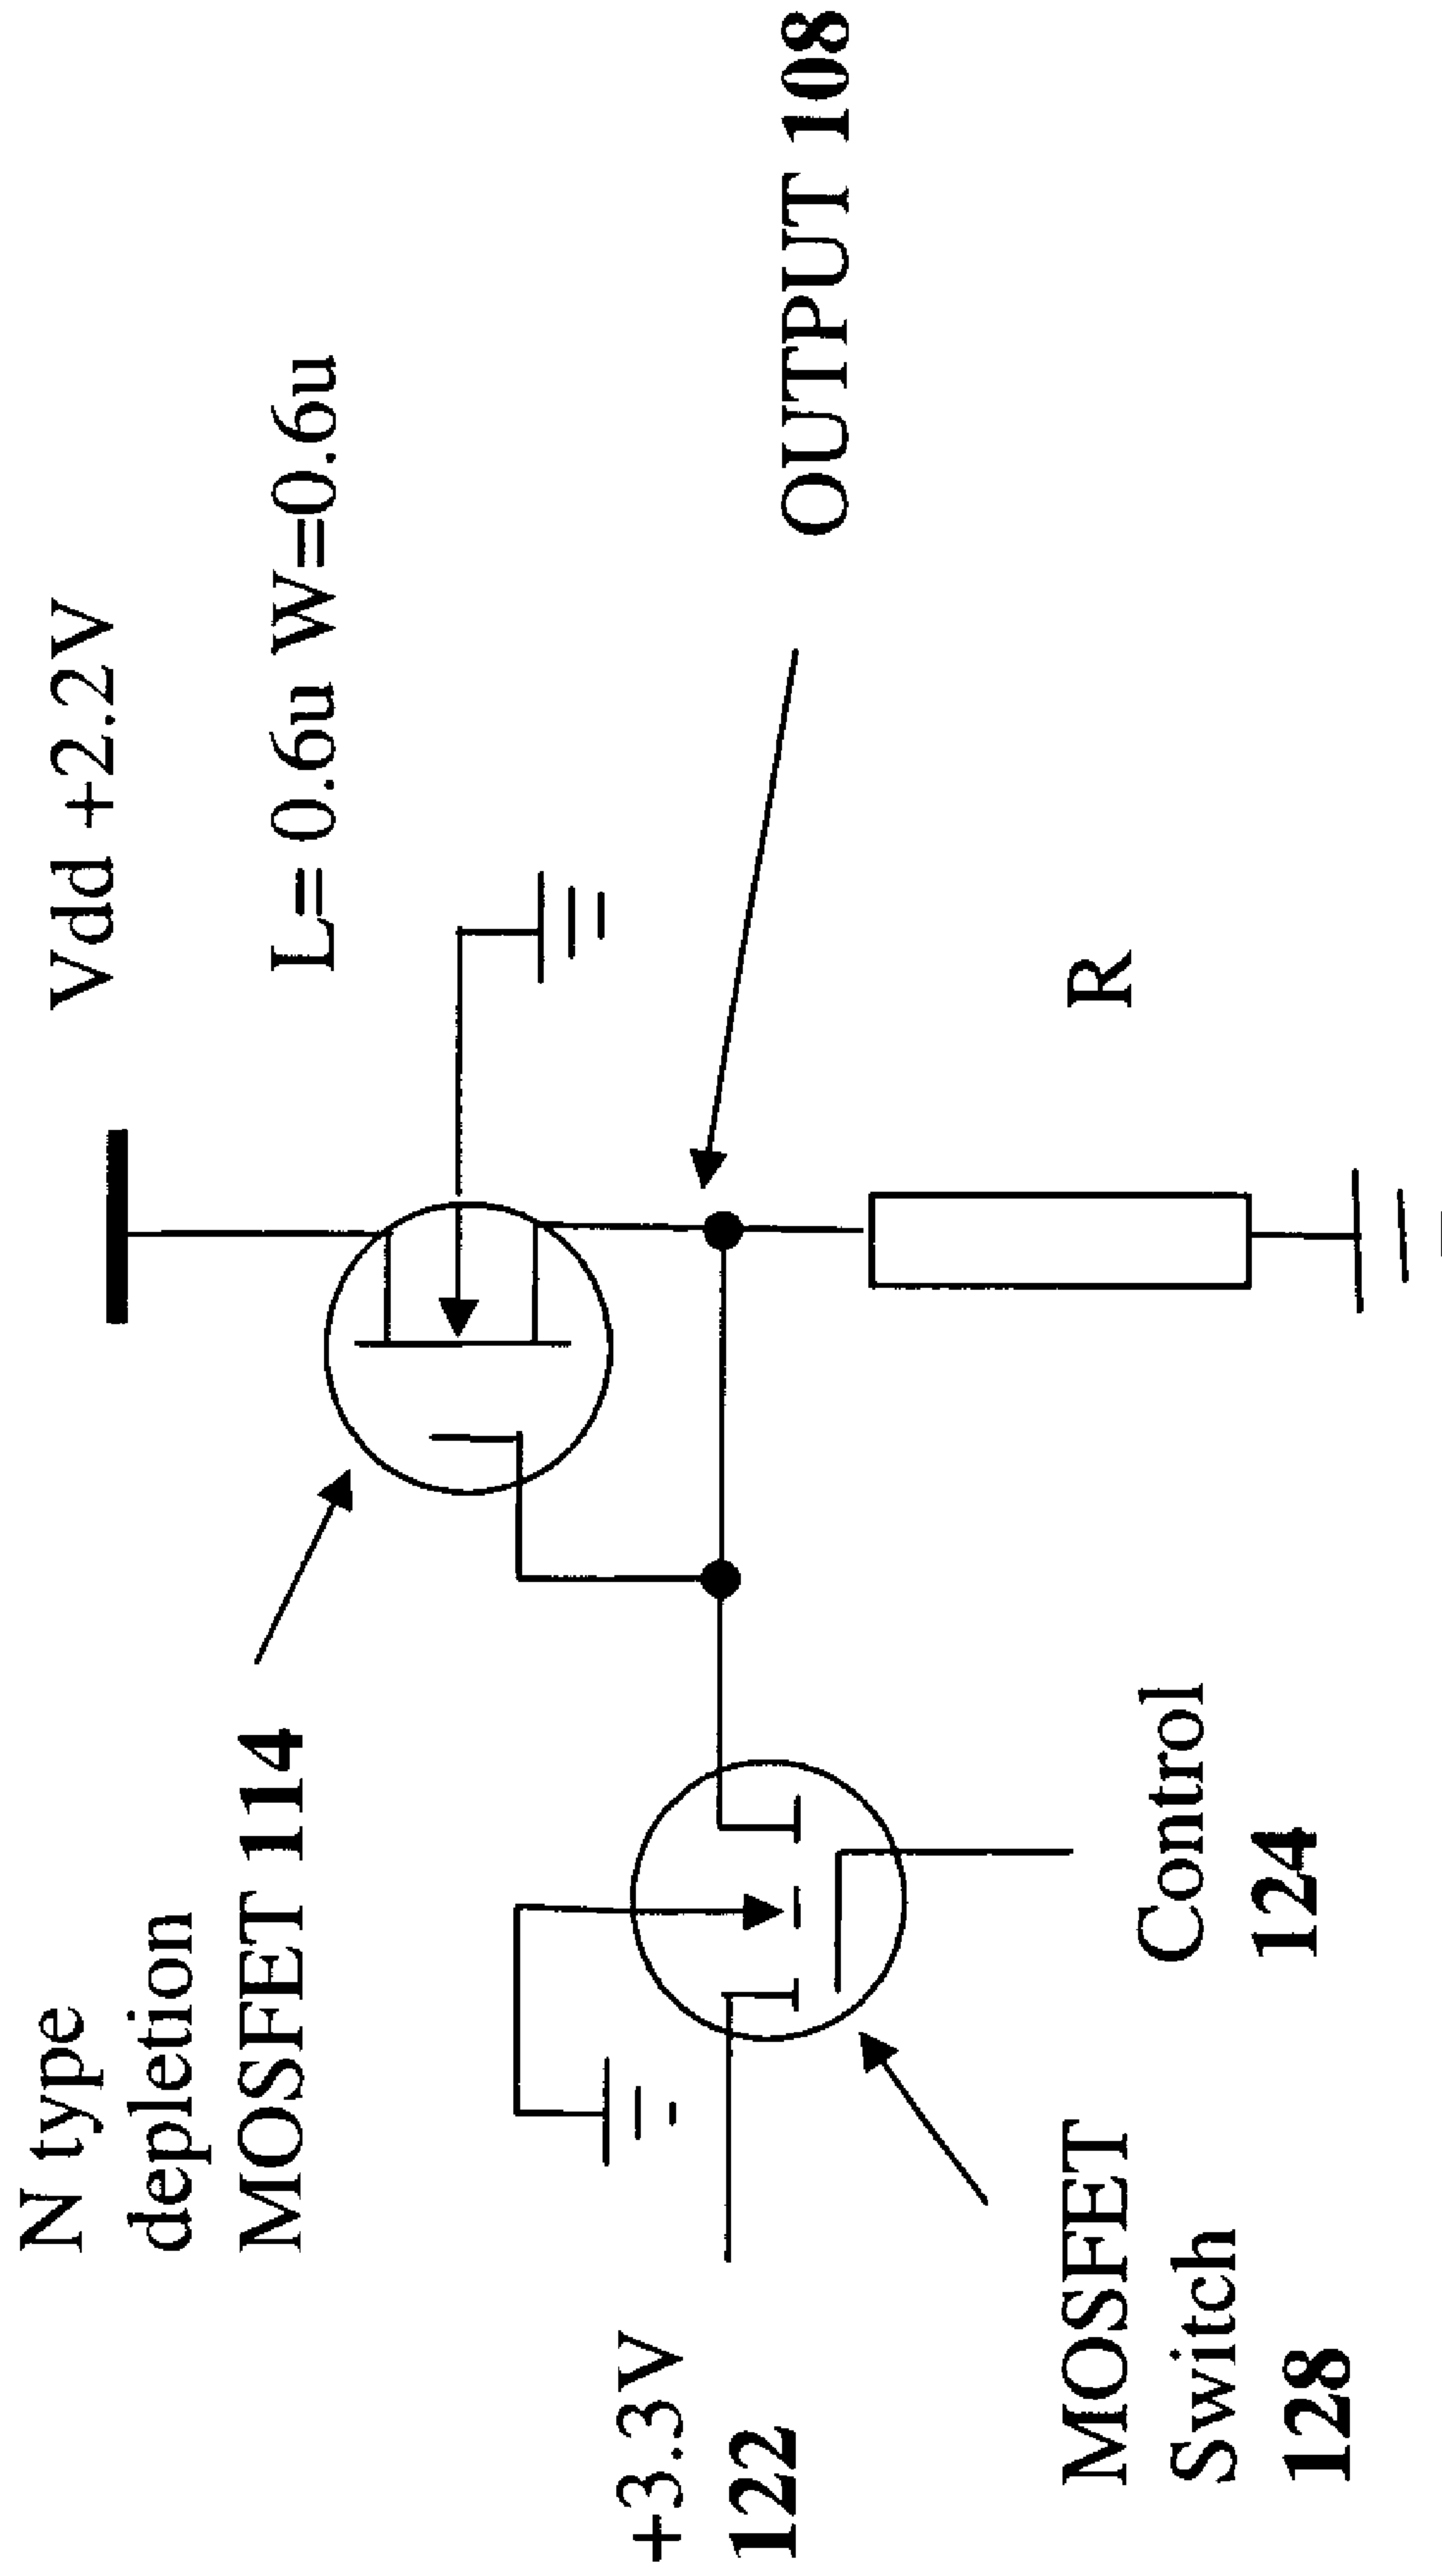 N type
depletion
MOSFET 114
Vdd +2.2V
L= 0.6u W=0.6u
+3.3V
122
OUTPUT 108
MOSFET
Switch
128
Control
124
R